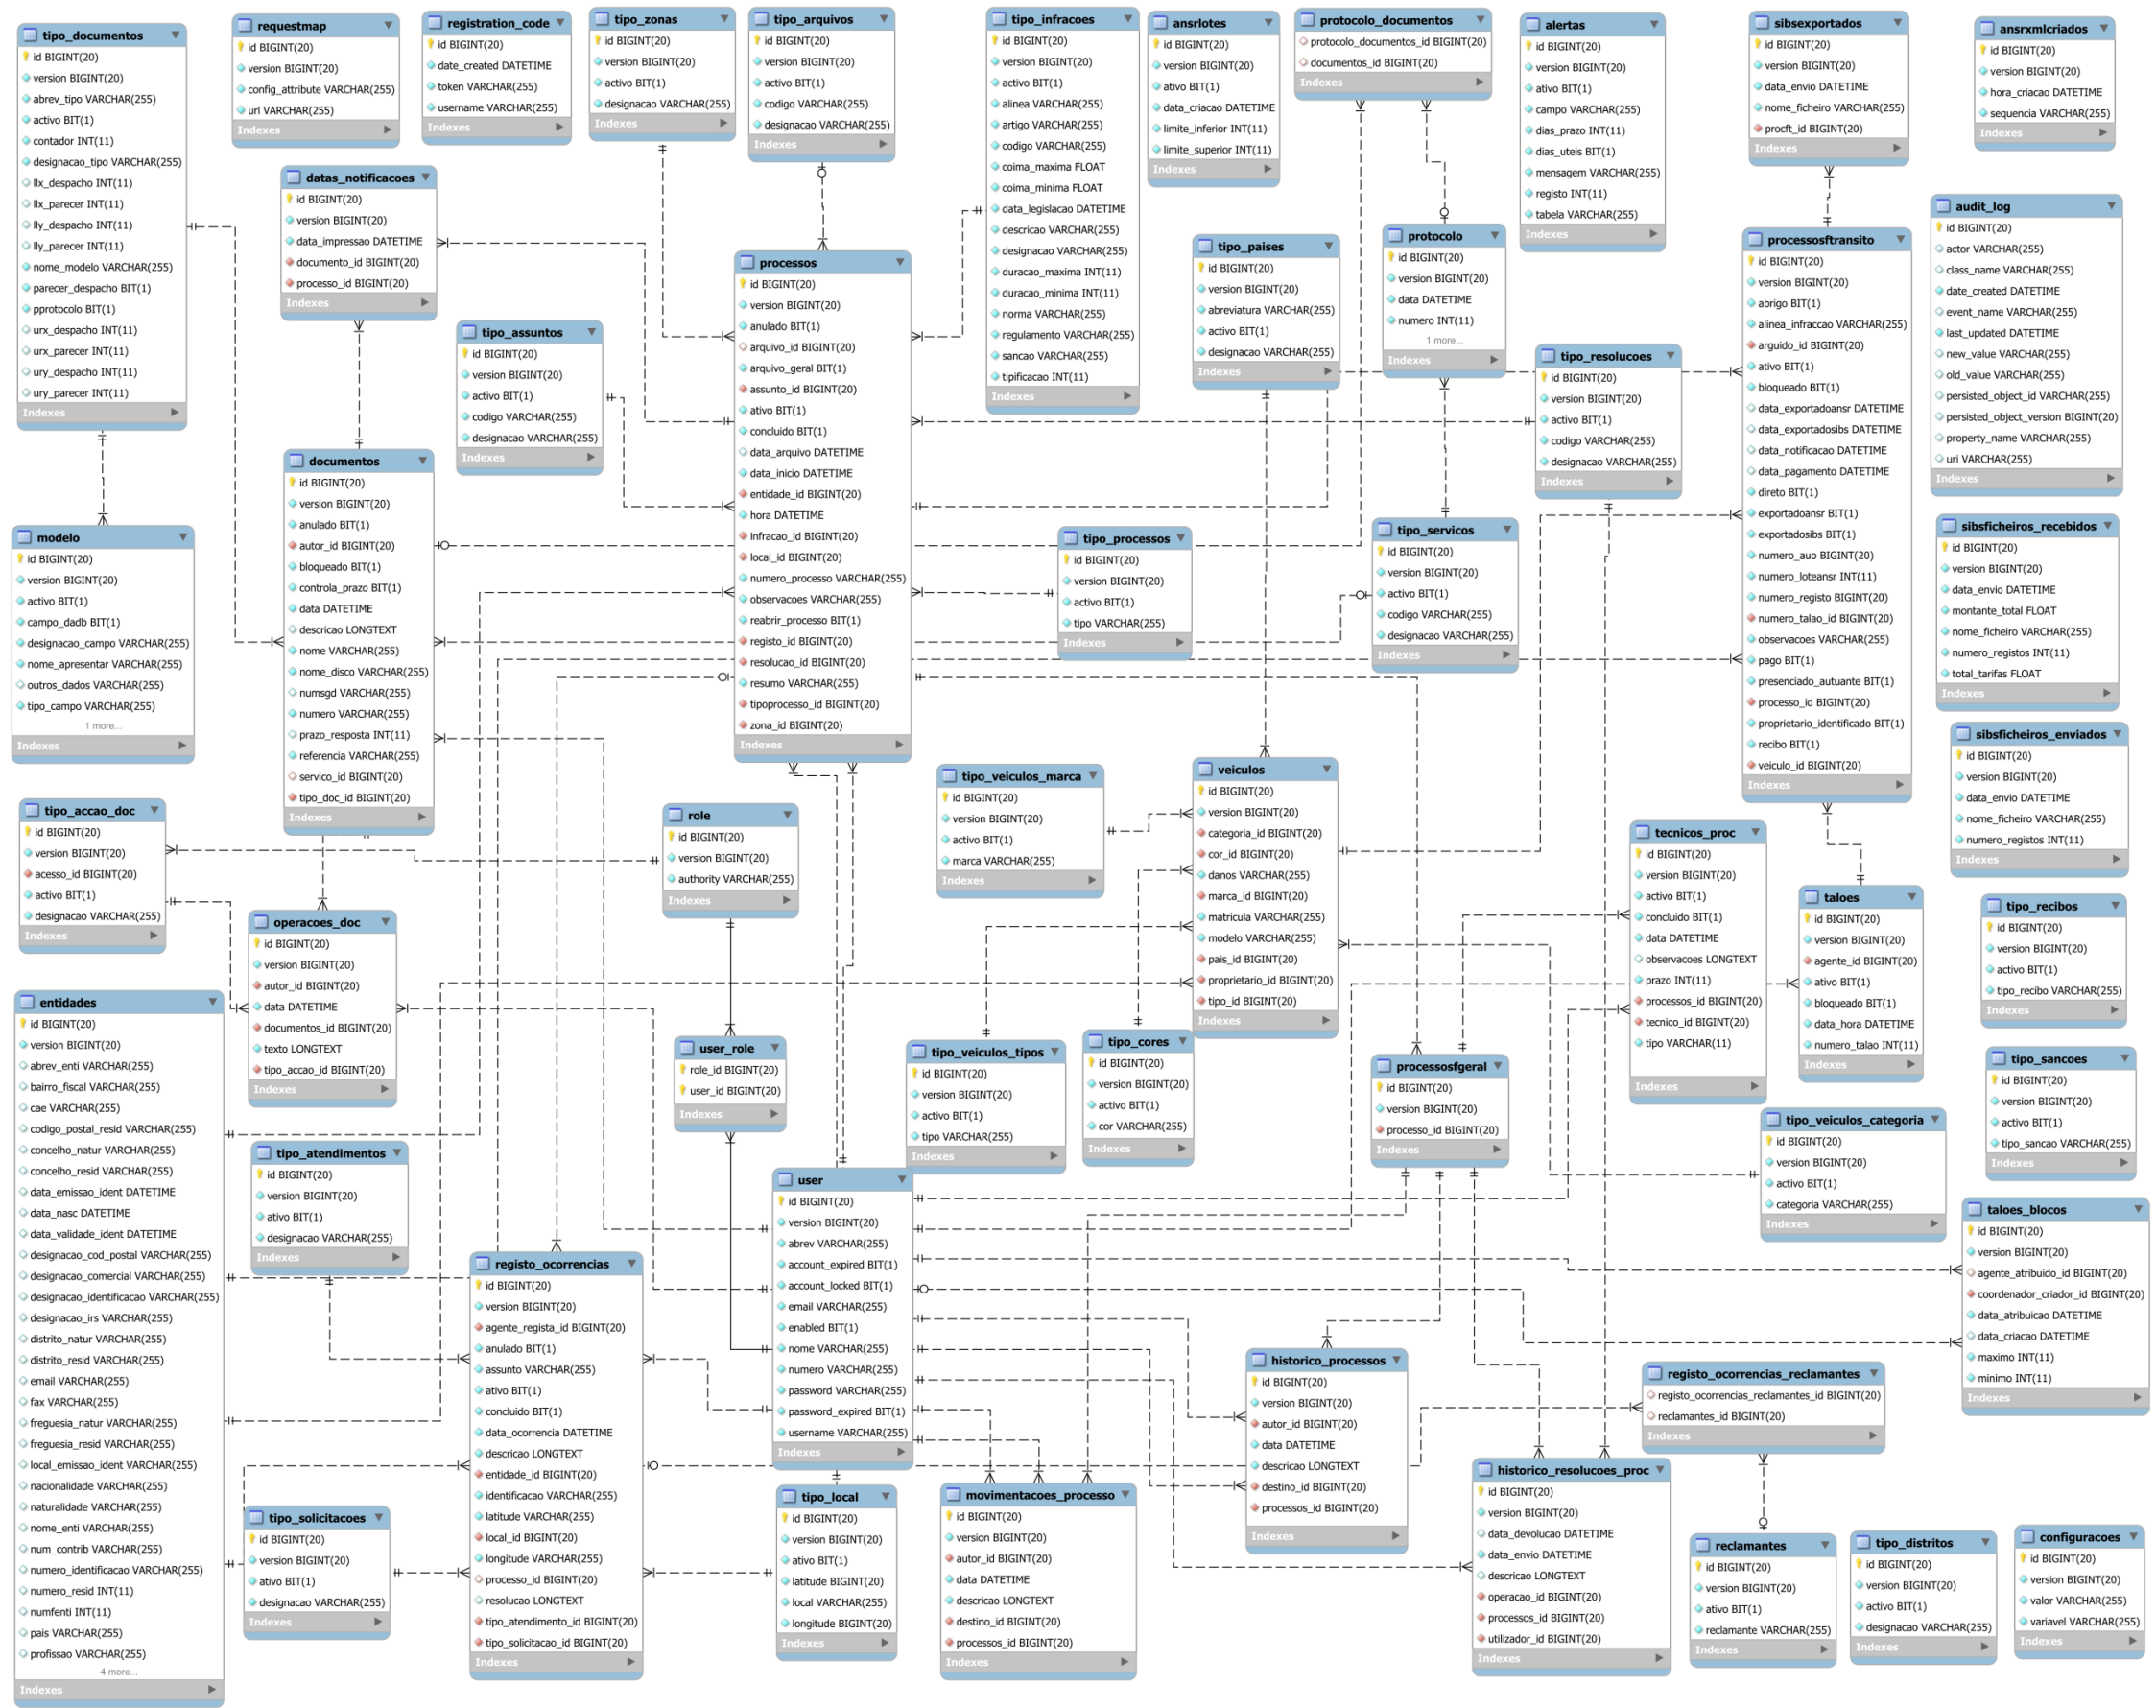 tipo_documentos
id BIGINT(20)
version BIGINT(20)
abrev_tipo VARCHAR(255)
activo BIT(1)
contador INT(11)
designacao_tipo VARCHAR(255)
llx_despacho INT(11)
llx_parecer INT(11)
lly_despacho INT(11)
lly_parecer INT(11)
nome_modelo VARCHAR(255)
parecer_despacho BIT(1)
pprotocolo BIT(1)
urx_despacho INT(11)
urx_parecer INT(11)
ury_despacho INT(11)
ury_parecer INT(11)
Indexes
requestmap
id BIGINT(20)
version BIGINT(20)
config_attribute VARCHAR(255)
url VARCHAR(255)
Indexes
registration_code
id BIGINT(20)
date_created DATETIME
token VARCHAR(255)
username VARCHAR(255)
Indexes
tipo_zonas
id BIGINT(20)
version BIGINT(20)
activo BIT(1)
designacao VARCHAR(255)
Indexes
tipo_arquivos
id BIGINT(20)
version BIGINT(20)
activo BIT(1)
codigo VARCHAR(255)
designacao VARCHAR(255)
Indexes
tipo_infracoes
id BIGINT(20)
version BIGINT(20)
activo BIT(1)
alinea VARCHAR(255)
artigo VARCHAR(255)
codigo VARCHAR(255)
coima_maxima FLOAT
coima_minima FLOAT
data_legislacao DATETIME
descricao VARCHAR(255)
designacao VARCHAR(255)
duracao_maxima INT(11)
duracao_minima INT(11)
norma VARCHAR(255)
regulamento VARCHAR(255)
sancao VARCHAR(255)
tipificacao INT(11)
Indexes
ansrlotes
id BIGINT(20)
version BIGINT(20)
ativo BIT(1)
data_criacao DATETIME
limite_inferior INT(11)
limite_superior INT(11)
Indexes
protocolo_documentos
protocolo_documentos_id BIGINT(20)
documentos_id BIGINT(20)
Indexes
alertas
id BIGINT(20)
version BIGINT(20)
ativo BIT(1)
campo VARCHAR(255)
dias_prazo INT(11)
dias_uteis BIT(1)
mensagem VARCHAR(255)
registo INT(11)
tabela VARCHAR(255)
Indexes
sibsexportados
id BIGINT(20)
version BIGINT(20)
data_envio DATETIME
nome_ficheiro VARCHAR(255)
procft_id BIGINT(20)
Indexes
ansrxmlcriados
id BIGINT(20)
version BIGINT(20)
hora_criacao DATETIME
sequencia VARCHAR(255)
Indexes
datas_notificacoes
id BIGINT(20)
version BIGINT(20)
data_impressao DATETIME
documento_id BIGINT(20)
processo_id BIGINT(20)
Indexes
tipo_assuntos
id BIGINT(20)
version BIGINT(20)
activo BIT(1)
codigo VARCHAR(255)
designacao VARCHAR(255)
Indexes
processos
id BIGINT(20)
version BIGINT(20)
anulado BIT(1)
arquivo_id BIGINT(20)
arquivo_geral BIT(1)
assunto_id BIGINT(20)
ativo BIT(1)
concluido BIT(1)
data_arquivo DATETIME
data_inicio DATETIME
entidade_id BIGINT(20)
hora DATETIME
infracao_id BIGINT(20)
local_id BIGINT(20)
numero_processo VARCHAR(255)
observacoes VARCHAR(255)
reabrir_processo BIT(1)
registo_id BIGINT(20)
resolucao_id BIGINT(20)
resumo VARCHAR(255)
tipoprocesso_id BIGINT(20)
zona_id BIGINT(20)
Indexes
tipo_paises
id BIGINT(20)
version BIGINT(20)
abreviatura VARCHAR(255)
activo BIT(1)
designacao VARCHAR(255)
Indexes
protocolo
id BIGINT(20)
version BIGINT(20)
data DATETIME
numero INT(11)
1 more...
Indexes
tipo_resolucoes
id BIGINT(20)
version BIGINT(20)
activo BIT(1)
codigo VARCHAR(255)
designacao VARCHAR(255)
Indexes
processosftransito
id BIGINT(20)
version BIGINT(20)
abrigo BIT(1)
alinea_infraccao VARCHAR(255)
arguido_id BIGINT(20)
ativo BIT(1)
bloqueado BIT(1)
data_exportadoansr DATETIME
data_exportadosibs DATETIME
data_notificacao DATETIME
data_pagamento DATETIME
direto BIT(1)
exportadoansr BIT(1)
exportadosibs BIT(1)
numero_auo BIGINT(20)
numero_loteansr INT(11)
numero_registo BIGINT(20)
numero_talao_id BIGINT(20)
observacoes VARCHAR(255)
pago BIT(1)
presenciado_autuante BIT(1)
processo_id BIGINT(20)
proprietario_identificado BIT(1)
recibo BIT(1)
veiculo_id BIGINT(20)
Indexes
audit_log
id BIGINT(20)
actor VARCHAR(255)
class_name VARCHAR(255)
date_created DATETIME
event_name VARCHAR(255)
last_updated DATETIME
new_value VARCHAR(255)
old_value VARCHAR(255)
persisted_object_id VARCHAR(255)
persisted_object_version BIGINT(20)
property_name VARCHAR(255)
uri VARCHAR(255)
Indexes
documentos
id BIGINT(20)
version BIGINT(20)
anulado BIT(1)
autor_id BIGINT(20)
bloqueado BIT(1)
controla_prazo BIT(1)
data DATETIME
descricao LONGTEXT
nome VARCHAR(255)
nome_disco VARCHAR(255)
numsgd VARCHAR(255)
numero VARCHAR(255)
prazo_resposta INT(11)
referencia VARCHAR(255)
servico_id BIGINT(20)
tipo_doc_id BIGINT(20)
Indexes
modelo
id BIGINT(20)
version BIGINT(20)
activo BIT(1)
campo_dadb BIT(1)
designacao_campo VARCHAR(255)
nome_apresentar VARCHAR(255)
outros_dados VARCHAR(255)
tipo_campo VARCHAR(255)
1 more...
Indexes
tipo_processos
id BIGINT(20)
version BIGINT(20)
activo BIT(1)
tipo VARCHAR(255)
Indexes
tipo_servicos
id BIGINT(20)
version BIGINT(20)
activo BIT(1)
codigo VARCHAR(255)
designacao VARCHAR(255)
Indexes
sibsficheiros_recebidos
id BIGINT(20)
version BIGINT(20)
data_envio DATETIME
montante_total FLOAT
nome_ficheiro VARCHAR(255)
numero_registos INT(11)
total_tarifas FLOAT
Indexes
sibsficheiros_enviados
id BIGINT(20)
version BIGINT(20)
data_envio DATETIME
nome_ficheiro VARCHAR(255)
numero_registos INT(11)
Indexes
tipo_accao_doc
id BIGINT(20)
version BIGINT(20)
acesso_id BIGINT(20)
activo BIT(1)
designacao VARCHAR(255)
Indexes
role
id BIGINT(20)
version BIGINT(20)
authority VARCHAR(255)
Indexes
tipo_veiculos_marca
id BIGINT(20)
version BIGINT(20)
activo BIT(1)
marca VARCHAR(255)
Indexes
veiculos
id BIGINT(20)
version BIGINT(20)
categoria_id BIGINT(20)
cor_id BIGINT(20)
danos VARCHAR(255)
marca_id BIGINT(20)
matricula VARCHAR(255)
modelo VARCHAR(255)
pais_id BIGINT(20)
proprietario_id BIGINT(20)
tipo_id BIGINT(20)
Indexes
tecnicos_proc
id BIGINT(20)
version BIGINT(20)
activo BIT(1)
concluido BIT(1)
data DATETIME
observacoes LONGTEXT
prazo INT(11)
processos_id BIGINT(20)
tecnico_id BIGINT(20)
tipo VARCHAR(11)
Indexes
taloes
id BIGINT(20)
version BIGINT(20)
agente_id BIGINT(20)
ativo BIT(1)
bloqueado BIT(1)
data_hora DATETIME
numero_talao INT(11)
Indexes
tipo_recibos
id BIGINT(20)
version BIGINT(20)
activo BIT(1)
tipo_recibo VARCHAR(255)
Indexes
operacoes_doc
id BIGINT(20)
version BIGINT(20)
autor_id BIGINT(20)
data DATETIME
documentos_id BIGINT(20)
texto LONGTEXT
tipo_accao_id BIGINT(20)
Indexes
entidades
id BIGINT(20)
version BIGINT(20)
abrev_enti VARCHAR(255)
bairro_fiscal VARCHAR(255)
cae VARCHAR(255)
codigo_postal_resid VARCHAR(255)
concelho_natur VARCHAR(255)
concelho_resid VARCHAR(255)
data_emissao_ident DATETIME
data_nasc DATETIME
data_validade_ident DATETIME
designacao_cod_postal VARCHAR(255)
designacao_comercial VARCHAR(255)
designacao_identificacao VARCHAR(255)
designacao_irs VARCHAR(255)
distrito_natur VARCHAR(255)
distrito_resid VARCHAR(255)
email VARCHAR(255)
fax VARCHAR(255)
freguesia_natur VARCHAR(255)
freguesia_resid VARCHAR(255)
local_emissao_ident VARCHAR(255)
nacionalidade VARCHAR(255)
naturalidade VARCHAR(255)
nome_enti VARCHAR(255)
num_contrib VARCHAR(255)
numero_identificacao VARCHAR(255)
numero_resid INT(11)
numfenti INT(11)
pais VARCHAR(255)
profissao VARCHAR(255)
4 more...
Indexes
user_role
role_id BIGINT(20)
user_id BIGINT(20)
Indexes
tipo_veiculos_tipos
id BIGINT(20)
version BIGINT(20)
activo BIT(1)
tipo VARCHAR(255)
Indexes
tipo_cores
id BIGINT(20)
version BIGINT(20)
activo BIT(1)
cor VARCHAR(255)
Indexes
processosfgeral
id BIGINT(20)
version BIGINT(20)
processo_id BIGINT(20)
Indexes
tipo_sancoes
id BIGINT(20)
version BIGINT(20)
activo BIT(1)
tipo_sancao VARCHAR(255)
Indexes
tipo_veiculos_categoria
id BIGINT(20)
version BIGINT(20)
activo BIT(1)
categoria VARCHAR(255)
Indexes
tipo_atendimentos
id BIGINT(20)
version BIGINT(20)
ativo BIT(1)
designacao VARCHAR(255)
Indexes
user
id BIGINT(20)
version BIGINT(20)
abrev VARCHAR(255)
account_expired BIT(1)
account_locked BIT(1)
email VARCHAR(255)
enabled BIT(1)
nome VARCHAR(255)
numero VARCHAR(255)
password VARCHAR(255)
password_expired BIT(1)
username VARCHAR(255)
Indexes
taloes_blocos
id BIGINT(20)
version BIGINT(20)
agente_atribuido_id BIGINT(20)
coordenador_criador_id BIGINT(20)
data_atribuicao DATETIME
data_criacao DATETIME
maximo INT(11)
minimo INT(11)
Indexes
registo_ocorrencias
id BIGINT(20)
version BIGINT(20)
agente_regista_id BIGINT(20)
anulado BIT(1)
assunto VARCHAR(255)
ativo BIT(1)
concluido BIT(1)
data_ocorrencia DATETIME
descricao LONGTEXT
entidade_id BIGINT(20)
identificacao VARCHAR(255)
latitude VARCHAR(255)
local_id BIGINT(20)
longitude VARCHAR(255)
processo_id BIGINT(20)
resolucao LONGTEXT
tipo_atendimento_id BIGINT(20)
tipo_solicitacao_id BIGINT(20)
Indexes
historico_processos
id BIGINT(20)
version BIGINT(20)
autor_id BIGINT(20)
data DATETIME
descricao LONGTEXT
destino_id BIGINT(20)
processos_id BIGINT(20)
Indexes
registo_ocorrencias_reclamantes
registo_ocorrencias_reclamantes_id BIGINT(20)
reclamantes_id BIGINT(20)
Indexes
tipo_solicitacoes
id BIGINT(20)
version BIGINT(20)
ativo BIT(1)
designacao VARCHAR(255)
Indexes
tipo_local
id BIGINT(20)
version BIGINT(20)
ativo BIT(1)
latitude BIGINT(20)
local VARCHAR(255)
longitude BIGINT(20)
Indexes
movimentacoes_processo
id BIGINT(20)
version BIGINT(20)
autor_id BIGINT(20)
data DATETIME
descricao LONGTEXT
destino_id BIGINT(20)
processos_id BIGINT(20)
Indexes
historico_resolucoes_proc
id BIGINT(20)
version BIGINT(20)
data_devolucao DATETIME
data_envio DATETIME
descricao LONGTEXT
operacao_id BIGINT(20)
processos_id BIGINT(20)
utilizador_id BIGINT(20)
Indexes
reclamantes
id BIGINT(20)
version BIGINT(20)
ativo BIT(1)
reclamante VARCHAR(255)
Indexes
tipo_distritos
id BIGINT(20)
version BIGINT(20)
activo BIT(1)
designacao VARCHAR(255)
Indexes
configuracoes
id BIGINT(20)
version BIGINT(20)
valor VARCHAR(255)
variavel VARCHAR(255)
Indexes